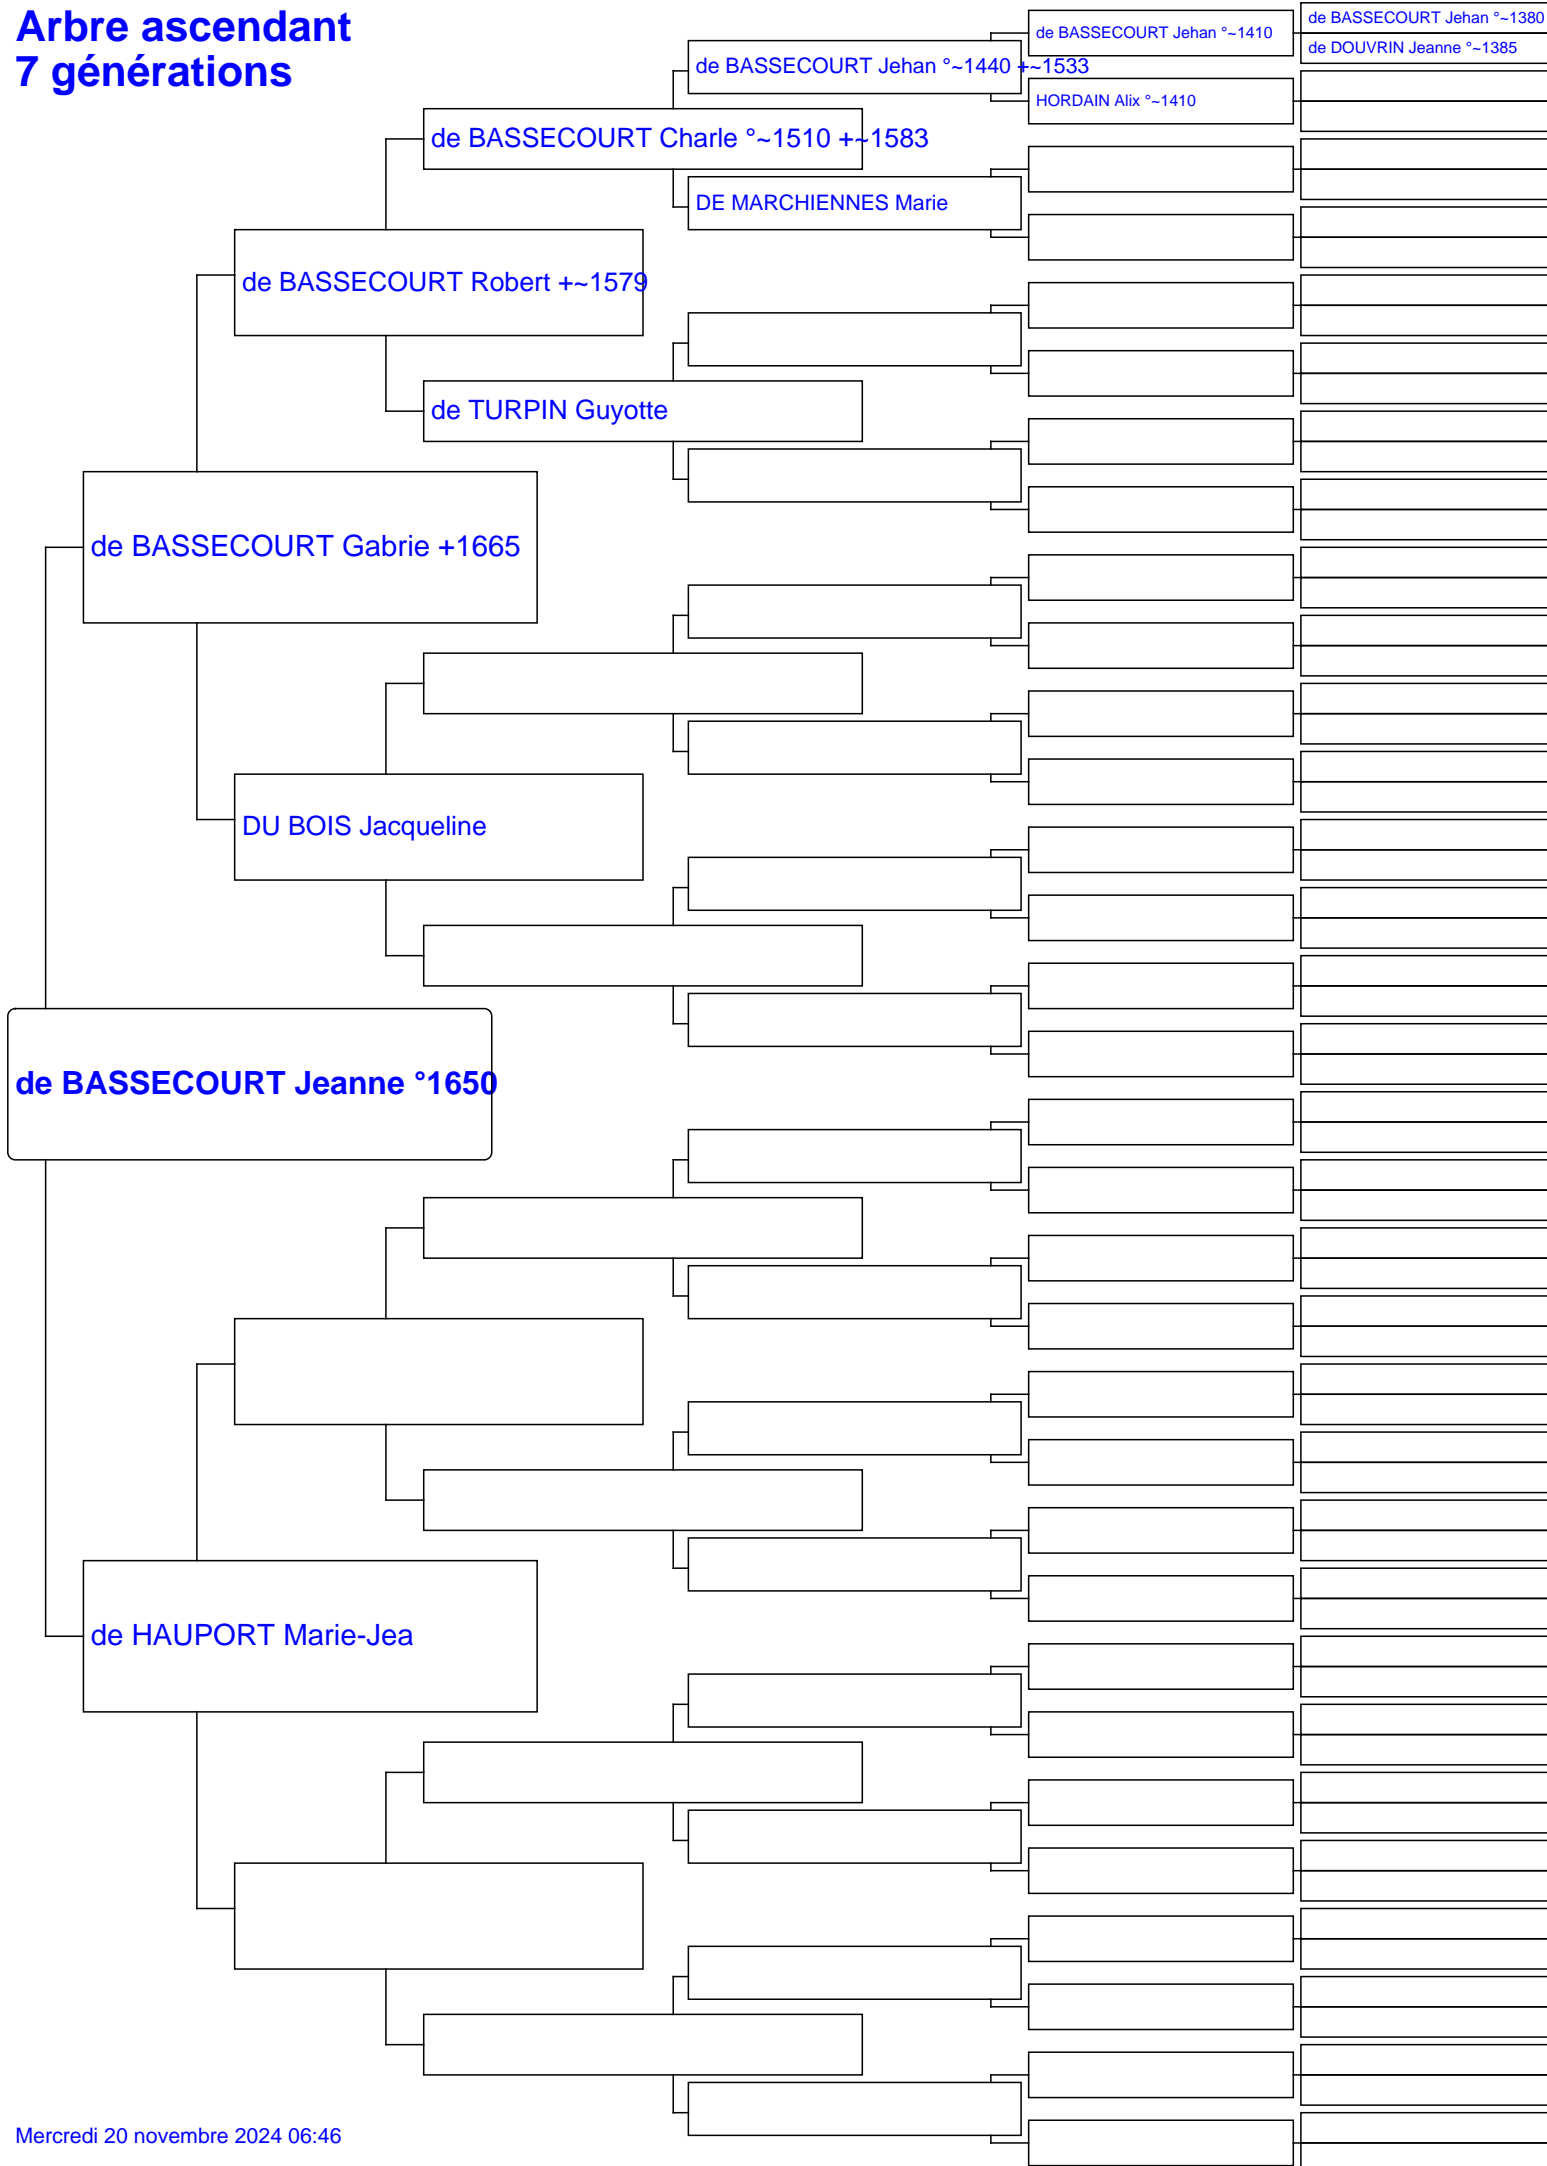 Arbre ascendant
7 générations
de BASSECOURT Jehan °~1380
de BASSECOURT Jehan °~1410
de DOUVRIN Jeanne °~1385
de BASSECOURT Jehan °~1440 +~1533
HORDAIN Alix °~1410
de BASSECOURT Charle °~1510 +~1583
DE MARCHIENNES Marie
de BASSECOURT Robert +~1579
de TURPIN Guyotte
de BASSECOURT Gabrie +1665
DU BOIS Jacqueline
de BASSECOURT Jeanne °1650
de HAUPORT Marie-Jea
Mercredi 20 novembre 2024 06:46